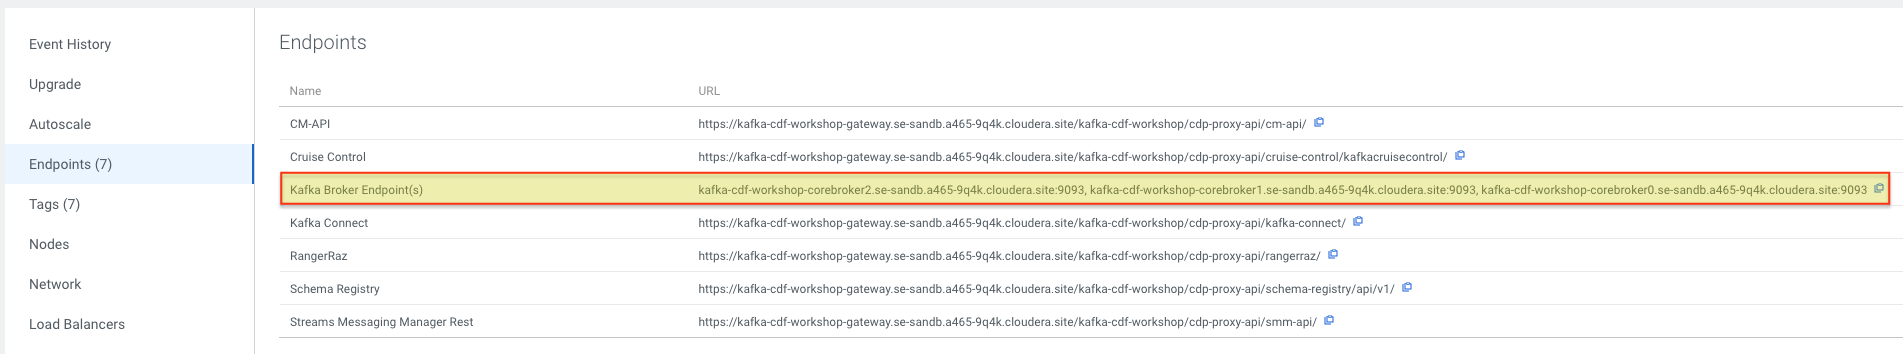 Event History
Upgrade
Autoscale
Endpoints (7)
Tags (7)
Nodes
Network
Load Balancers
Endpoints
Name URL
CM-API https://kafka-cdf-workshop-gateway.se-sandb.a465-9q4k.cloudera.site/kafka-cdf-workshop/cdp-proxy-api/cm-api/
Cruise Control https://kafka-cdf-workshop-gateway.se-sandb.a465-9q4k.cloudera.site/kafka-cdf-workshop/cdp-proxy-api/cruise-control/kafkacruisecontrol/
Kafka Broker Endpoint(s) kafka-cdf-workshop-corebroker2.se-sandb.a465-9q4k.cloudera.site:9093, kafka-cdf-workshop-corebroker1.se-sandb.a465-9q4k.cloudera.site:9093, kafka-cdf-workshop-corebroker0.se-sandb.a465-9q4k.cloudera.site:9093
Kafka Connect https://kafka-cdf-workshop-gateway.se-sandb.a465-9q4k.cloudera.site/kafka-cdf-workshop/cdp-proxy-api/kafka-connect/
RangerRaz https://kafka-cdf-workshop-gateway.se-sandb.a465-9q4k.cloudera.site/kafka-cdf-workshop/cdp-proxy-api/rangerraz/
Schema Registry https://kafka-cdf-workshop-gateway.se-sandb.a465-9q4k.cloudera.site/kafka-cdf-workshop/cdp-proxy-api/schema-registry/api/v1/
Streams Messaging Manager Rest https://kafka-cdf-workshop-gateway.se-sandb.a465-9q4k.cloudera.site/kafka-cdf-workshop/cdp-proxy-api/smm-api/